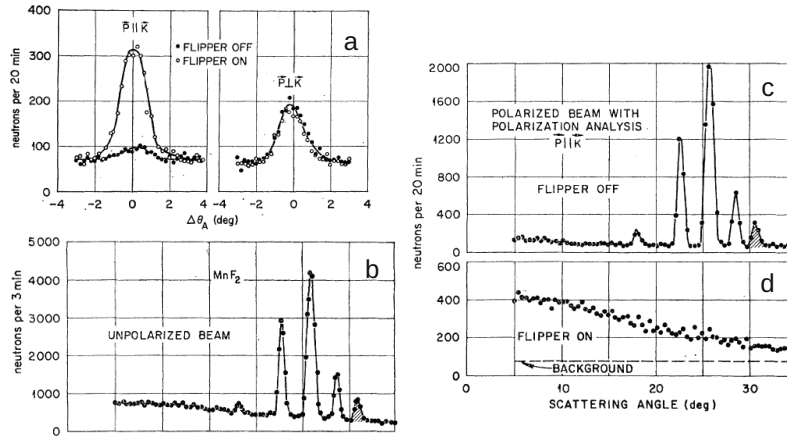 400
300
200
100
0
neutrons per 20 min
P ∥ K
a
• FLIPPER OFF
○ FLIPPER ON
P⊥K
−4 −2 0 2 4 −2 0 2 4
Δθ_A (deg)
5000
4000
3000
2000
1000
0
neutrons per 3 min
b
MnF₂
UNPOLARIZED BEAM
2000
1600
1200
800
400
0
neutrons per 20 min
c
POLARIZED BEAM WITH
POLARIZATION ANALYSIS
P∥K
FLIPPER OFF
600
400
200
0
d
FLIPPER ON
BACKGROUND
0 10 20 30
SCATTERING ANGLE (deg)